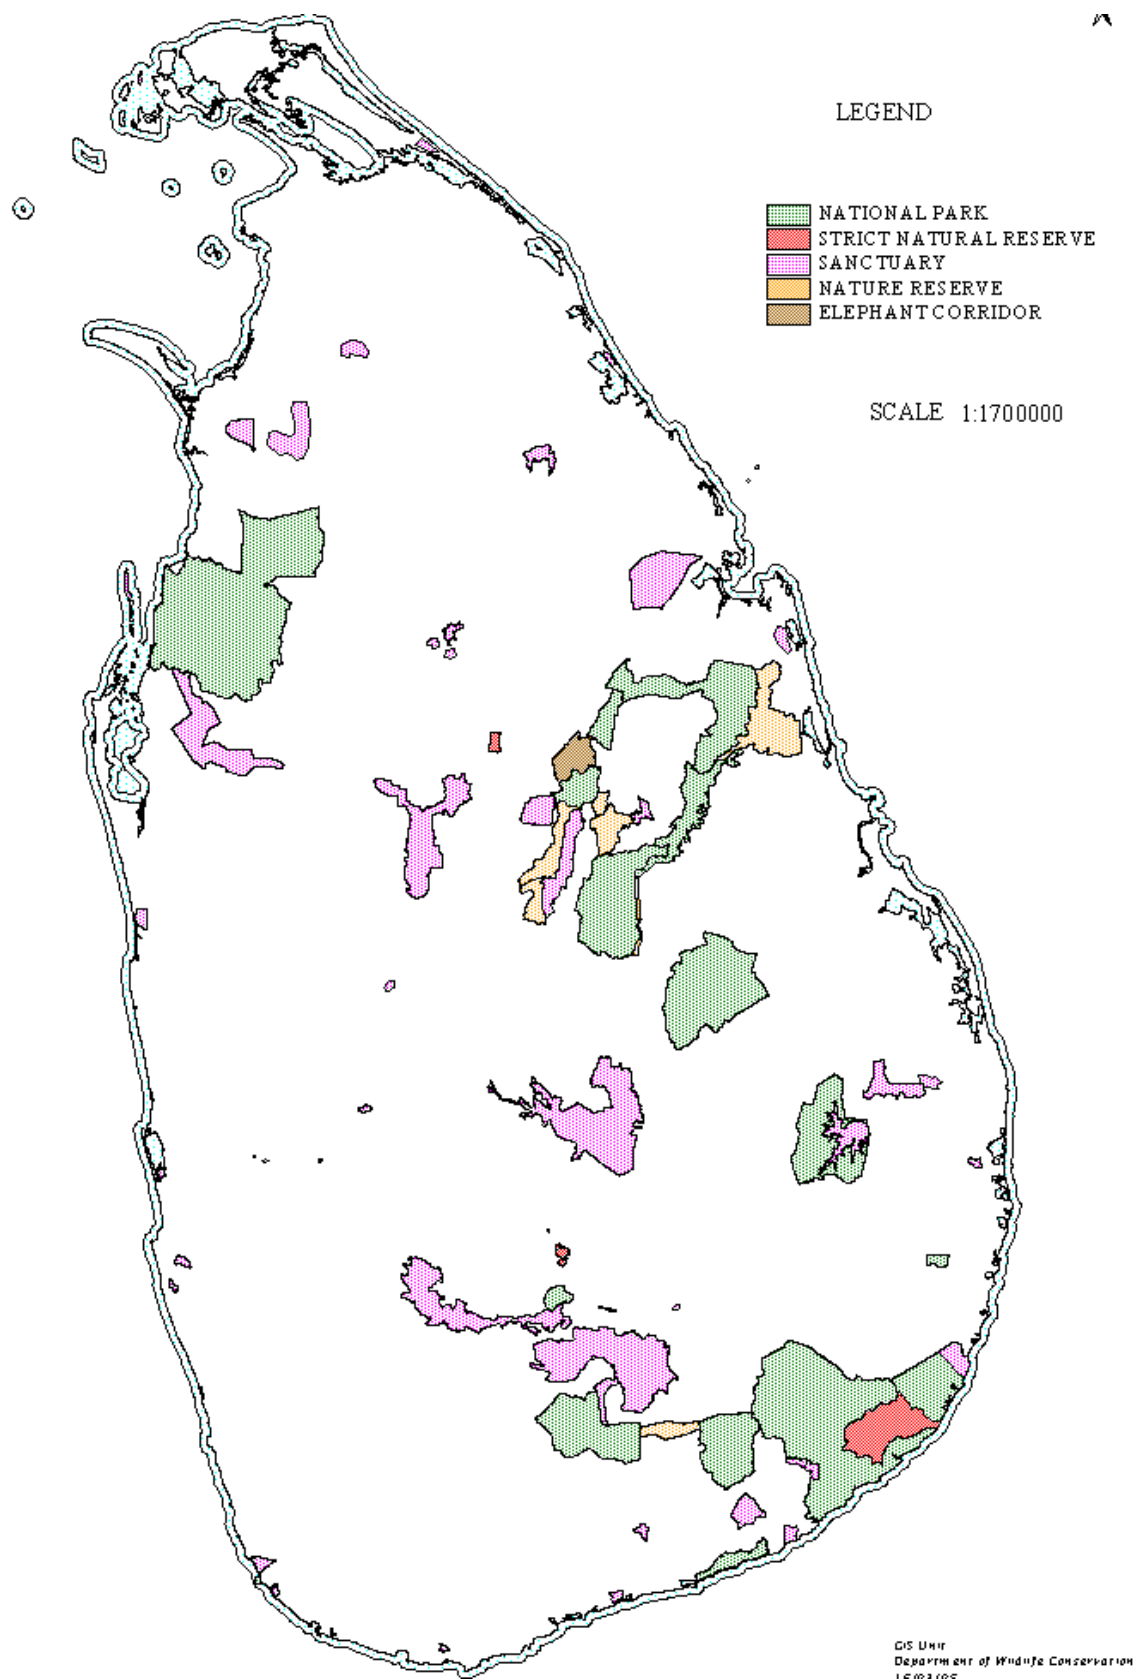 LEGEND
NATIONAL PARK
STRICT NATURAL RESERVE
SANCTUARY
NATURE RESERVE
ELEPHANT CORRIDOR
SCALE 1:1700000
GIS Unit
Department of Wildlife Conservation